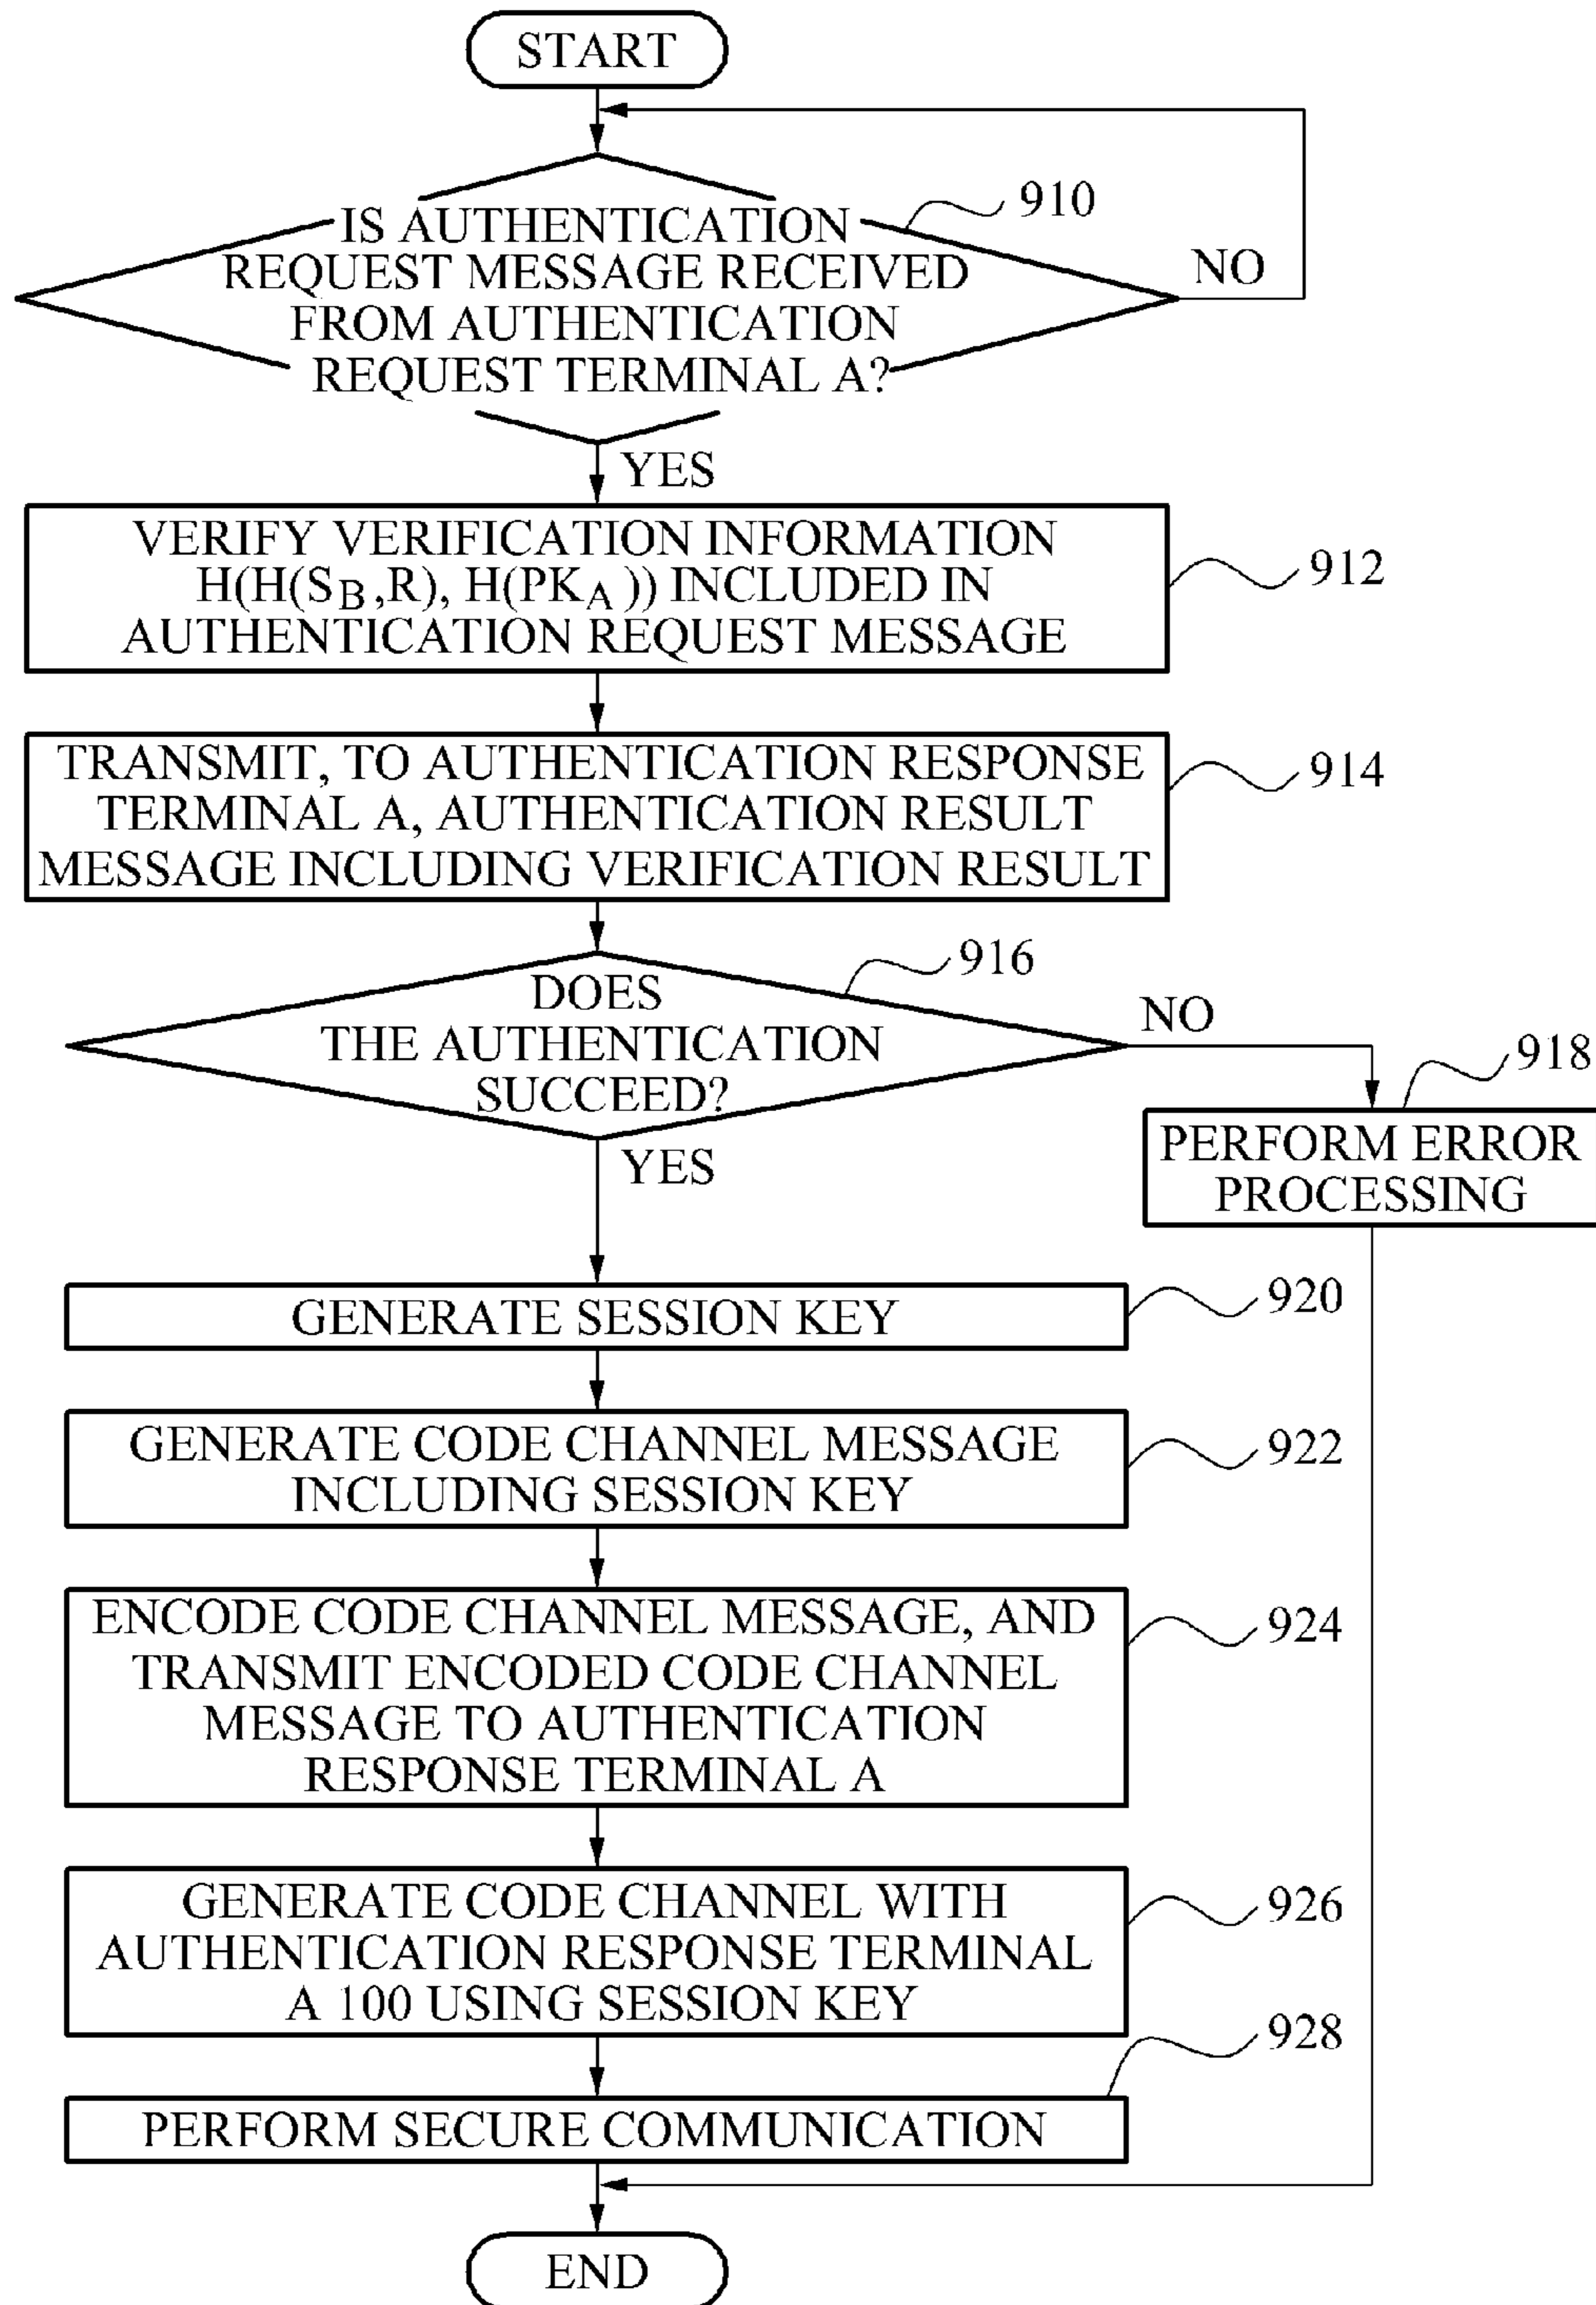 START
IS AUTHENTICATION
REQUEST MESSAGE RECEIVED
FROM AUTHENTICATION
REQUEST TERMINAL A?
910
NO
YES
VERIFY VERIFICATION INFORMATION
H(H(SB,R), H(PKA)) INCLUDED IN
AUTHENTICATION REQUEST MESSAGE
912
TRANSMIT, TO AUTHENTICATION RESPONSE
TERMINAL A, AUTHENTICATION RESULT
MESSAGE INCLUDING VERIFICATION RESULT
914
DOES
THE AUTHENTICATION
SUCCEED?
916
NO
YES
918
PERFORM ERROR
PROCESSING
GENERATE SESSION KEY
920
GENERATE CODE CHANNEL MESSAGE
INCLUDING SESSION KEY
922
ENCODE CODE CHANNEL MESSAGE, AND
TRANSMIT ENCODED CODE CHANNEL
MESSAGE TO AUTHENTICATION
RESPONSE TERMINAL A
924
GENERATE CODE CHANNEL WITH
AUTHENTICATION RESPONSE TERMINAL
A 100 USING SESSION KEY
926
928
PERFORM SECURE COMMUNICATION
END